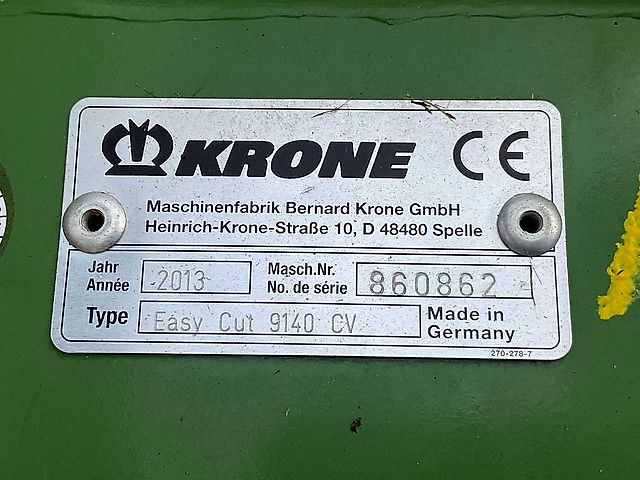 KRONE CE
Maschinenfabrik Bernard Krone GmbH
Heinrich-Krone-Straße 10, D 48480 Spelle
Jahr 2013 Masch.Nr. 860862
Année No. de série
Type Easy Cut 9140 CV Made in
Germany
270-278-7